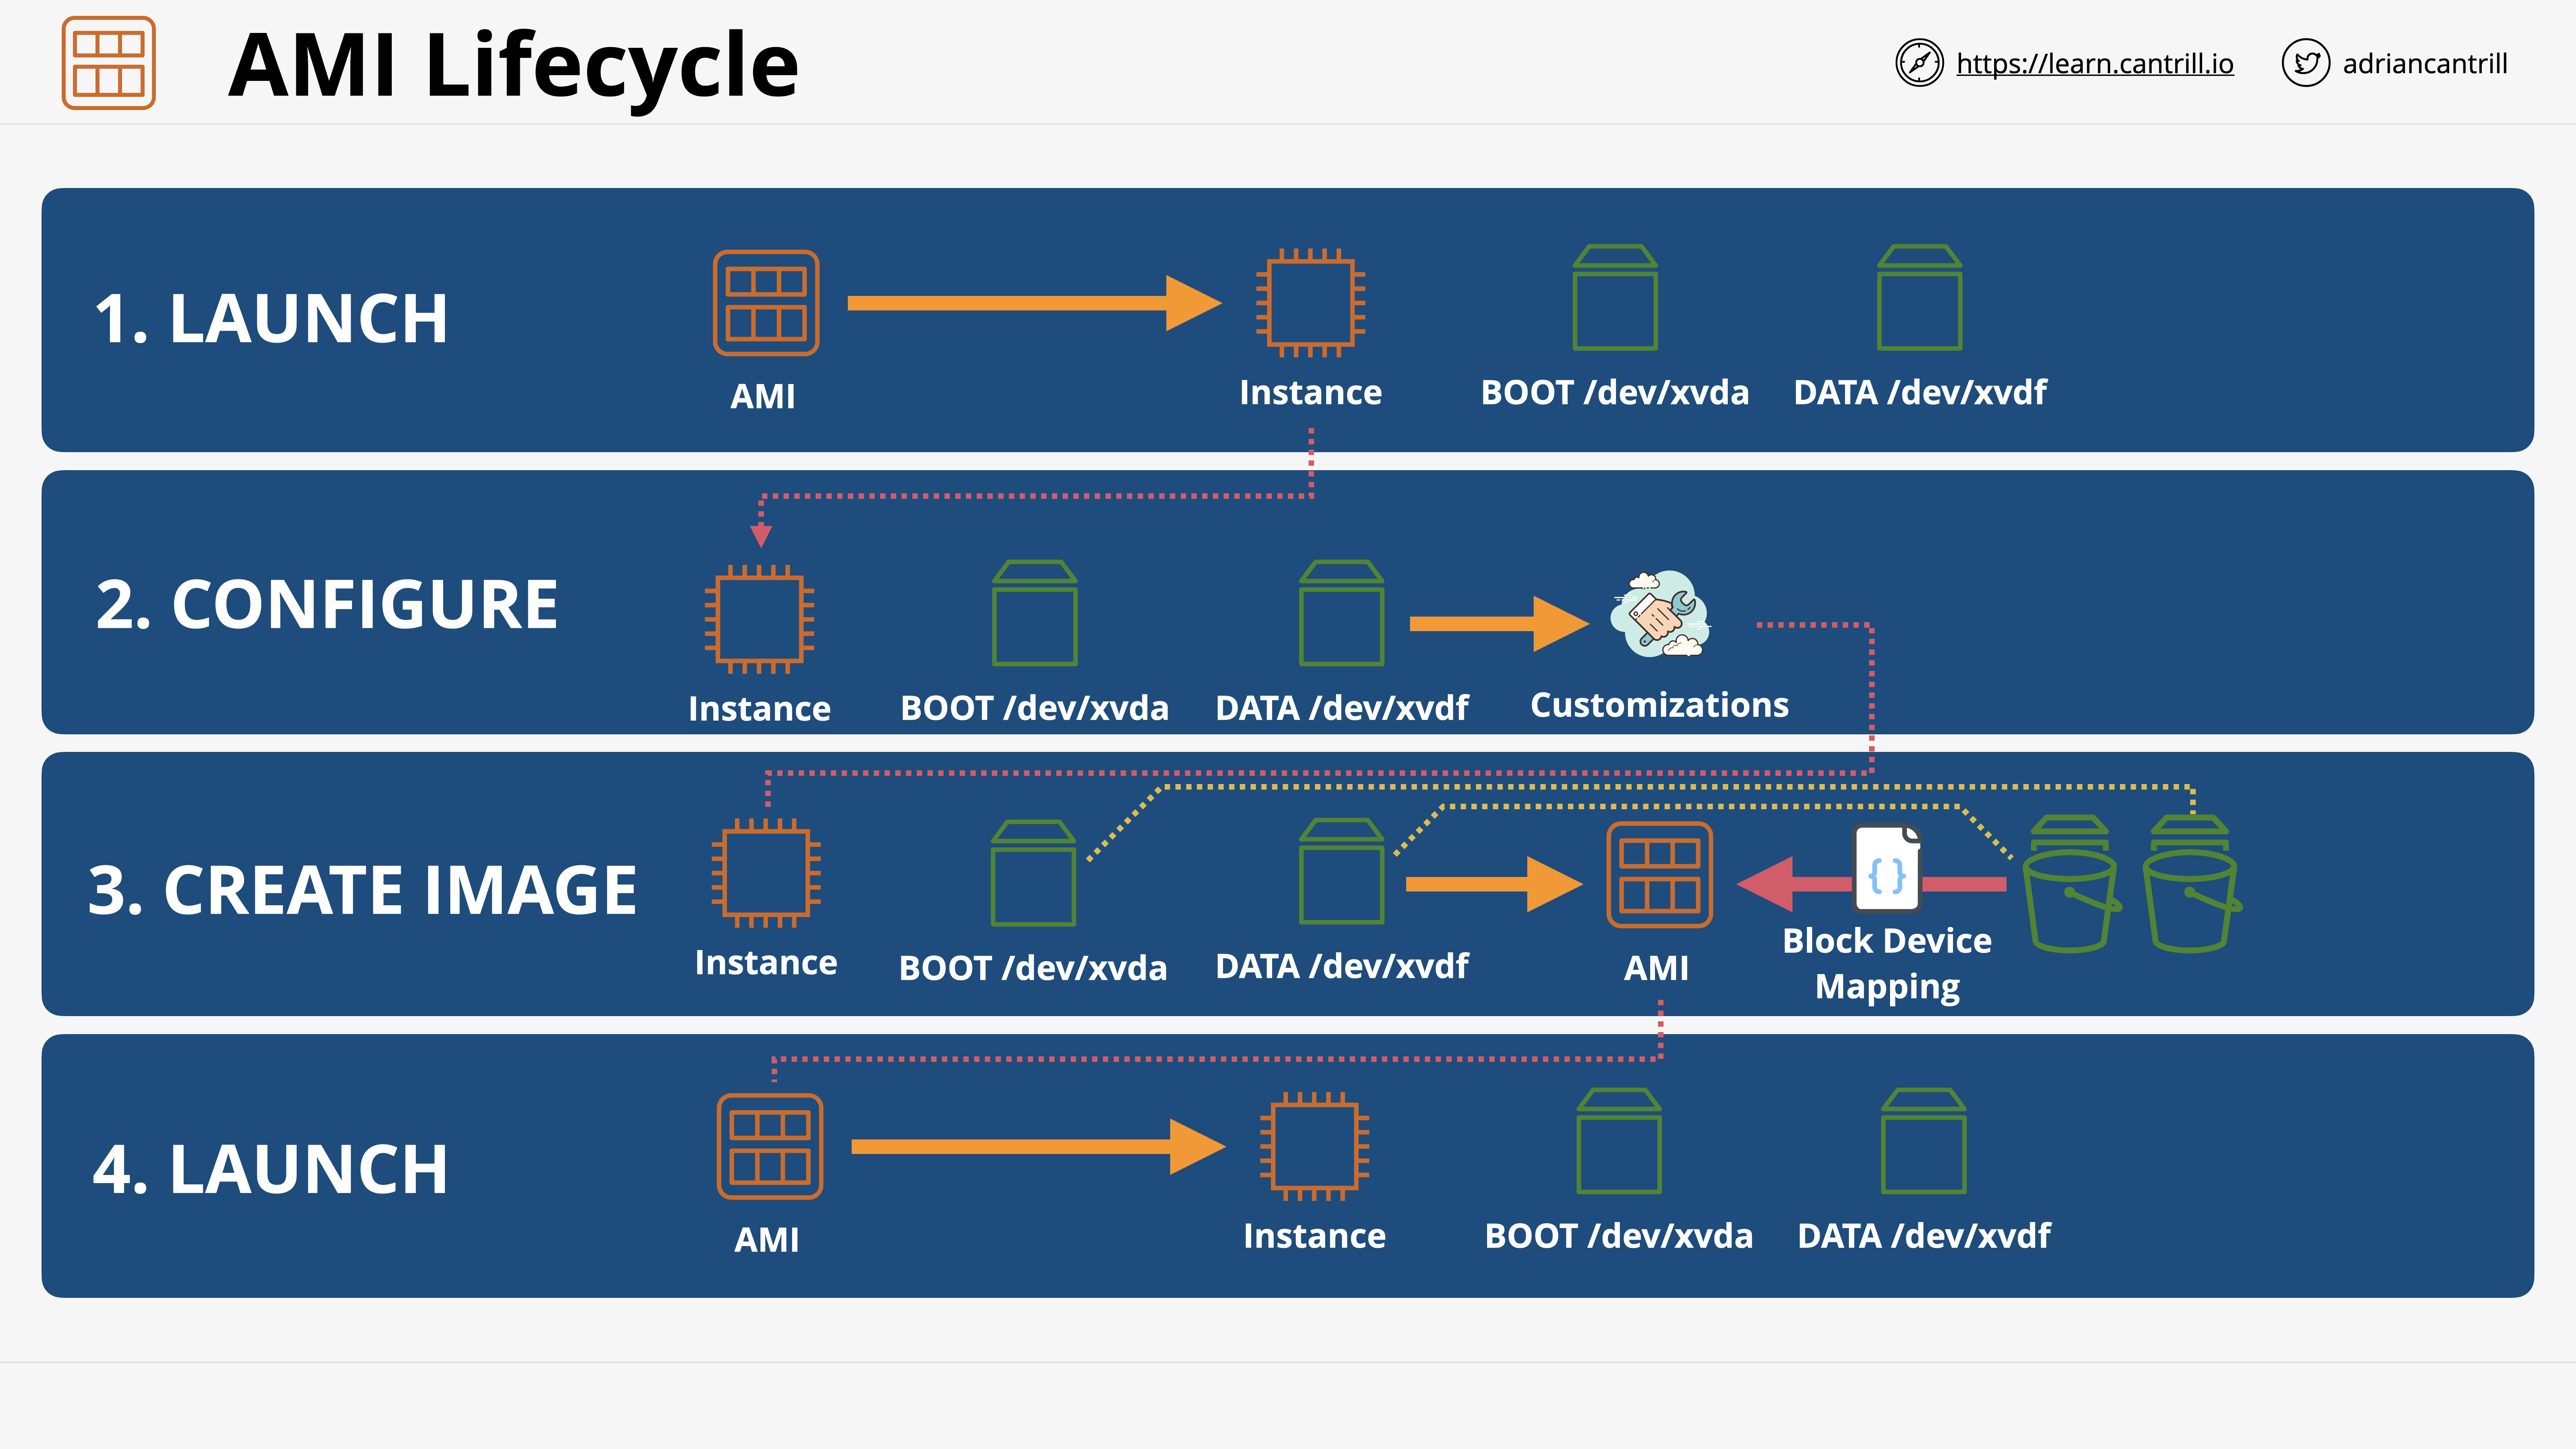 AMI Lifecycle
https://learn.cantrill.io
adriancantrill
1. LAUNCH
AMI
Instance
BOOT /dev/xvda
DATA /dev/xvdf
2. CONFIGURE
Instance
BOOT /dev/xvda
DATA /dev/xvdf
Customizations
3. CREATE IMAGE
Instance
BOOT /dev/xvda
DATA /dev/xvdf
AMI
{ }
Block Device
Mapping
4. LAUNCH
AMI
Instance
BOOT /dev/xvda
DATA /dev/xvdf